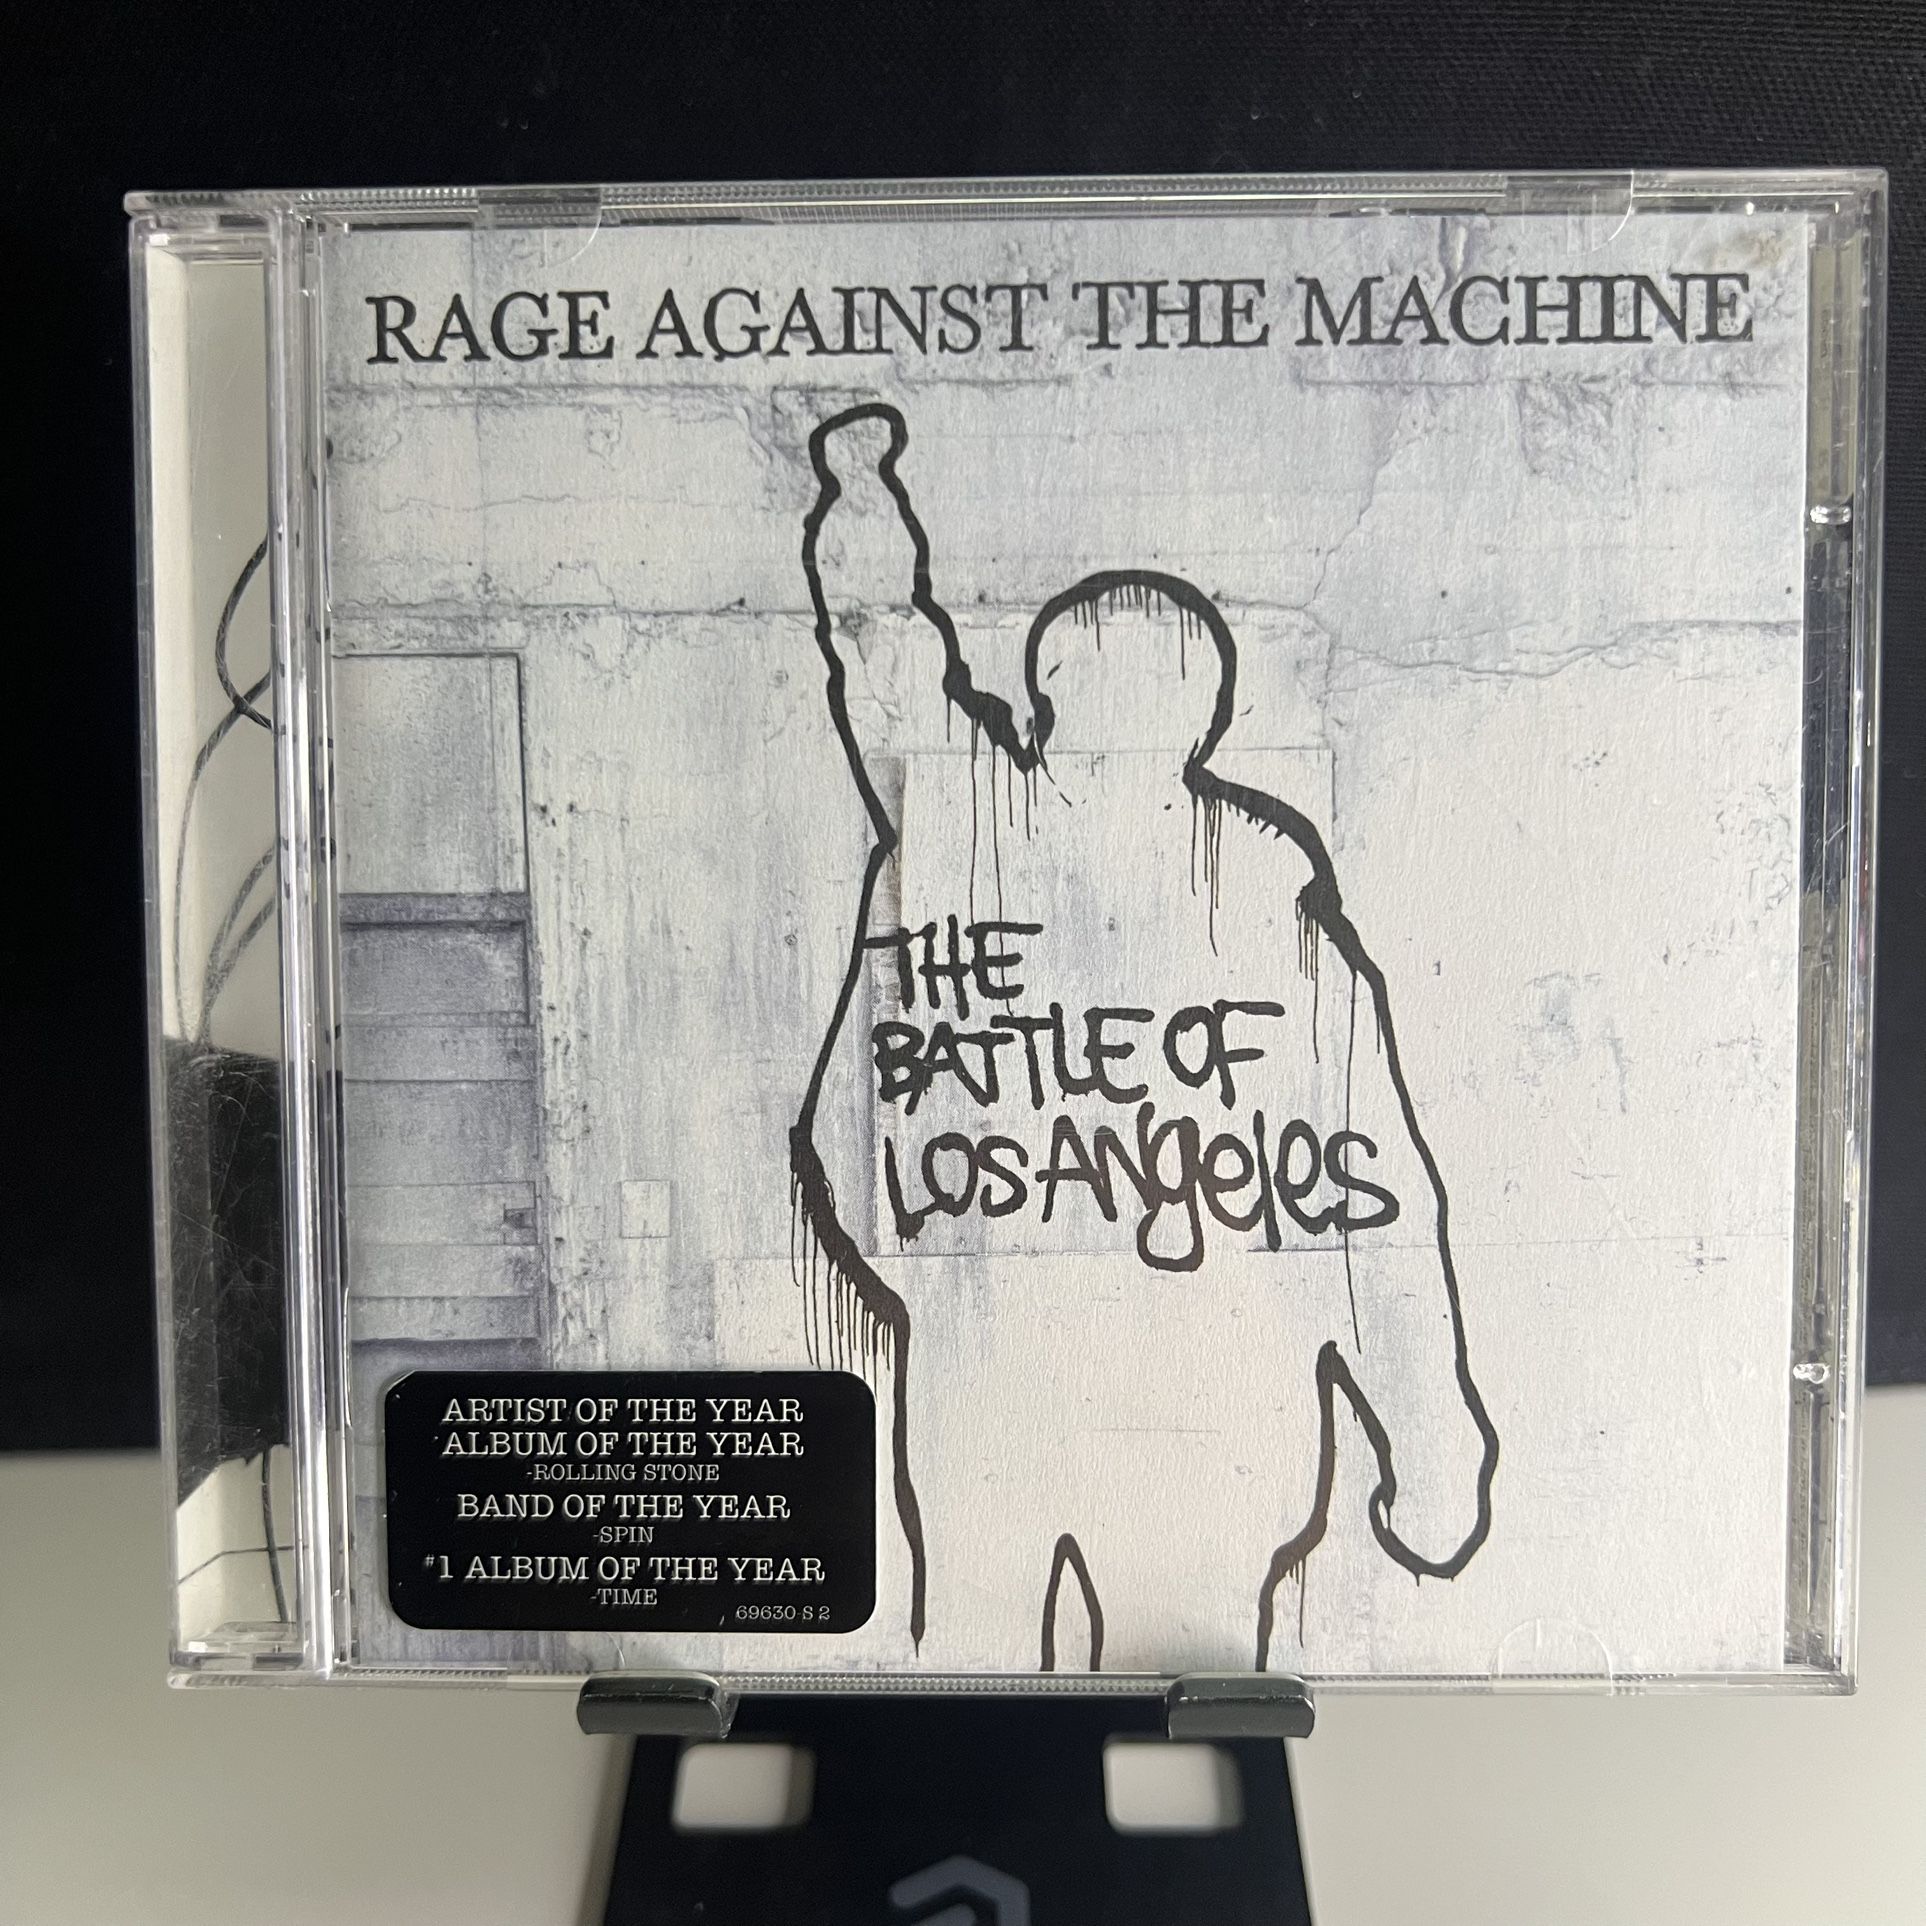 RAGE AGAINST THE MACHINE
THE
BATTLE OF
LOS ANgeles
ARTIST OF THE YEAR
ALBUM OF THE YEAR
-ROLLING STONE
BAND OF THE YEAR
-SPIN
#1 ALBUM OF THE YEAR
-TIME
69630-S 2